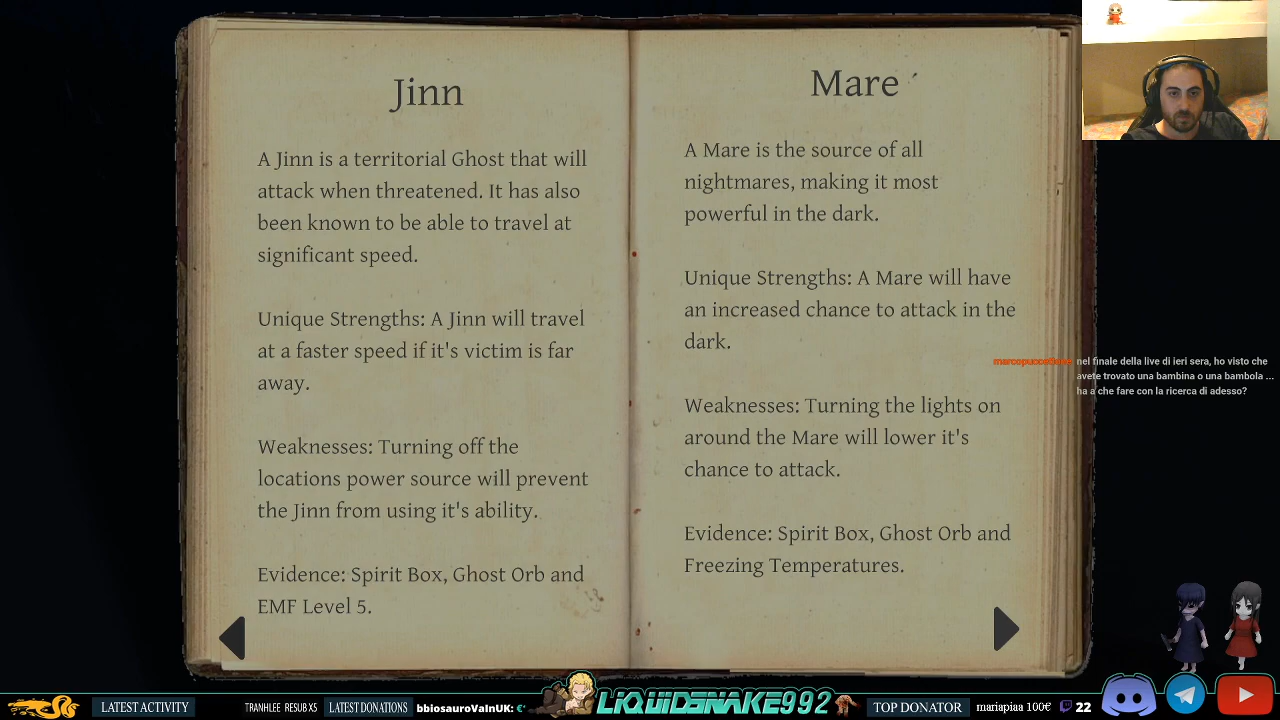 Jinn
A Jinn is a territorial Ghost that will
attack when threatened. It has also
been known to be able to travel at
significant speed.
Unique Strengths: A Jinn will travel
at a faster speed if it's victim is far
away.
Weaknesses: Turning off the
locations power source will prevent
the Jinn from using it's ability.
Evidence: Spirit Box, Ghost Orb and
EMF Level 5.
Mare
A Mare is the source of all
nightmares, making it most
powerful in the dark.
Unique Strengths: A Mare will have
an increased chance to attack in the
dark.
Weaknesses: Turning the lights on
around the Mare will lower it's
chance to attack.
Evidence: Spirit Box, Ghost Orb and
Freezing Temperatures.
nel finale della live di ieri sera, ho visto che
avete trovato una bambina o una bambola ...
ha a che fare con la ricerca di adesso?
LATEST ACTIVITY
TRANHLEE RESUB X5
LATEST DONATIONS
bbiosauroVaInUK: €
LIQUIDSNAKE992
TOP DONATOR
mariapiaa 100€
22